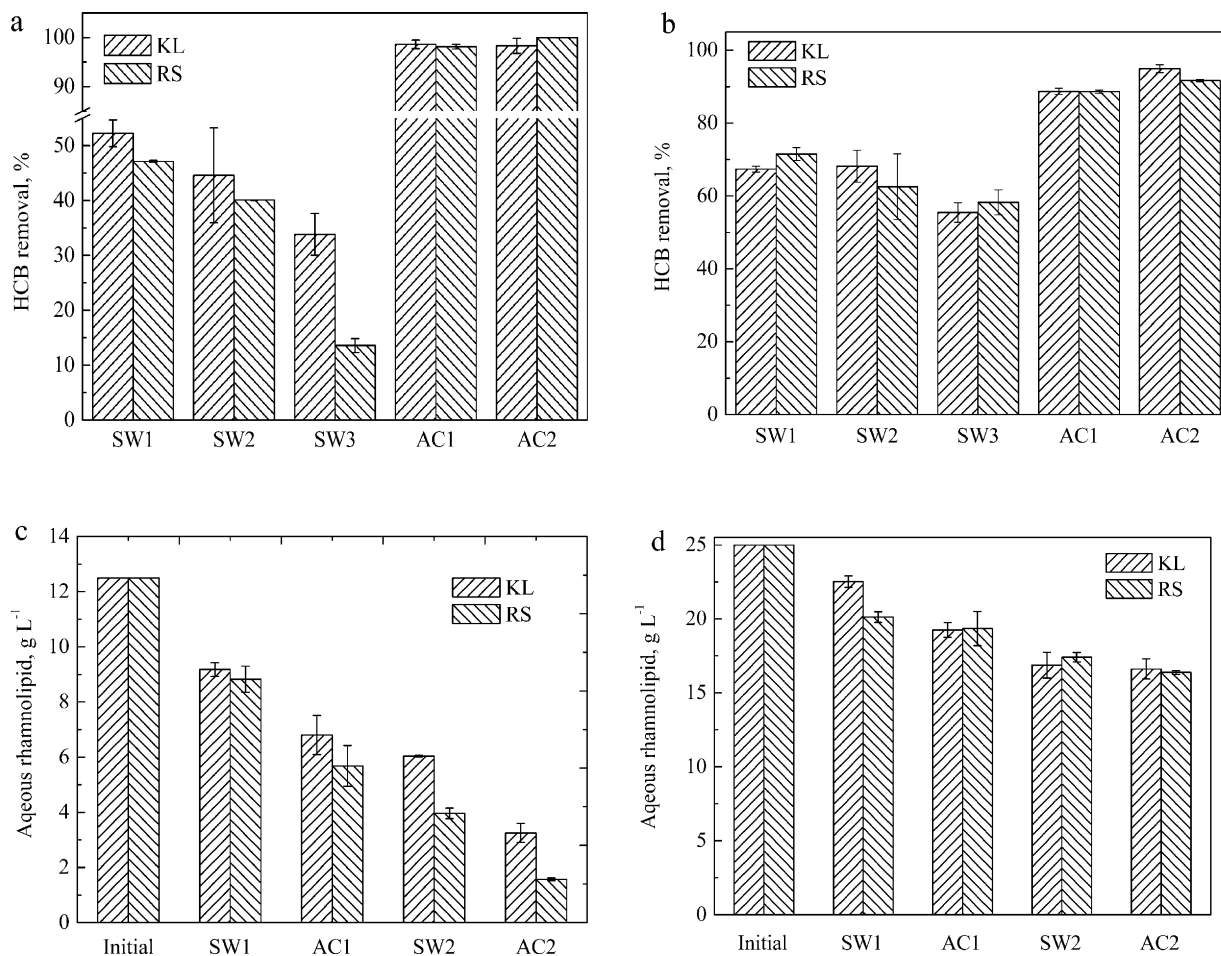 a
KL
RS
100
90
50
40
30
20
10
0
HCB removal, %
SW1 SW2 SW3 AC1 AC2
b
KL
RS
100
80
60
40
20
0
HCB removal, %
SW1 SW2 SW3 AC1 AC2
c
KL
RS
14
12
10
8
6
4
2
0
Aqeous rhamnolipid, g L-1
Initial SW1 AC1 SW2 AC2
d
KL
RS
25
20
15
10
5
0
Aqeous rhamnolipid, g L-1
Initial SW1 AC1 SW2 AC2